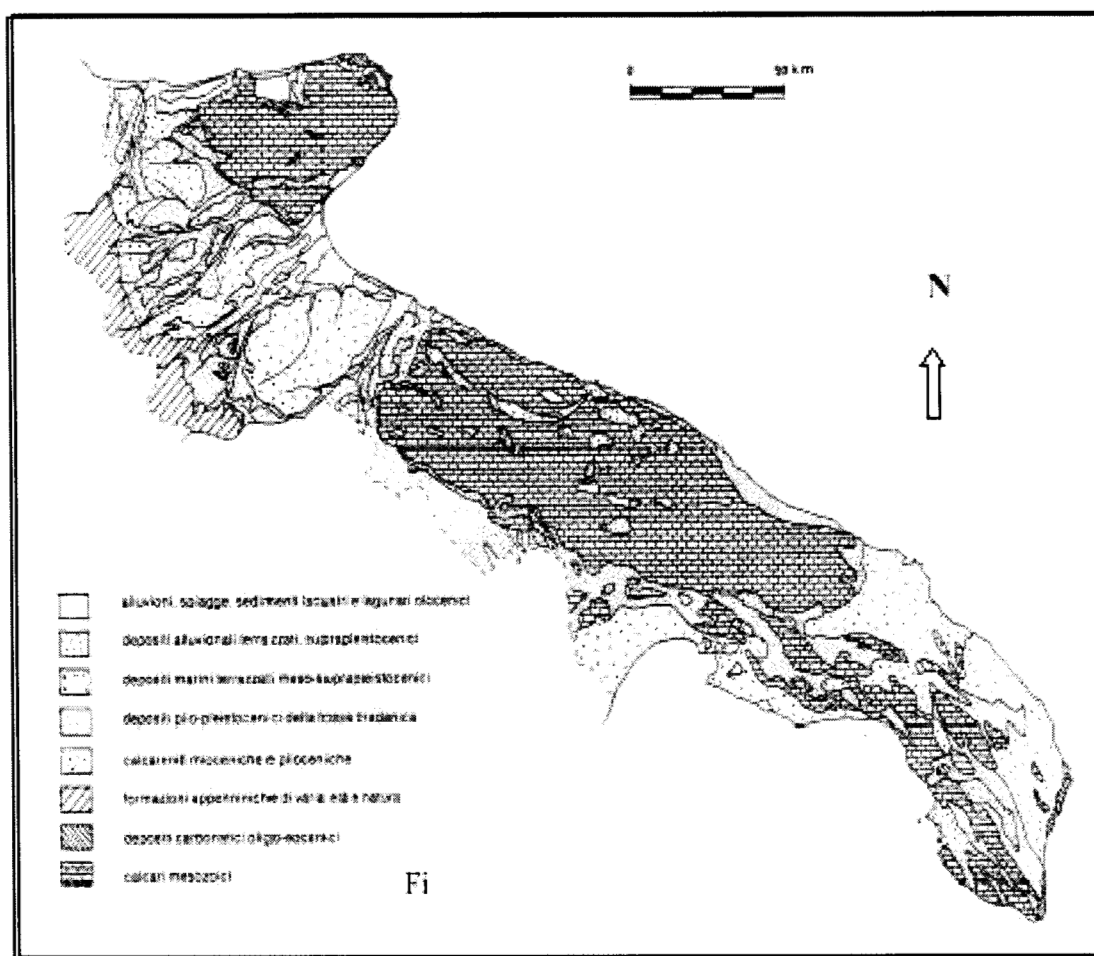 0 50 km
N
alluvioni, spiagge, sedimenti lacustri e lagunari olocenici
depositi alluvionali terrazzati, suprapleistocenici
depositi marini terrazzati meso-suprapleistocenici
depositi plio-pleistocenici della fossa bradanica
calcareniti mioceniche e plioceniche
formazioni appenniniche di varia età e natura
depositi carbonatici oligo-eocenici
calcari mesozoici
Fi